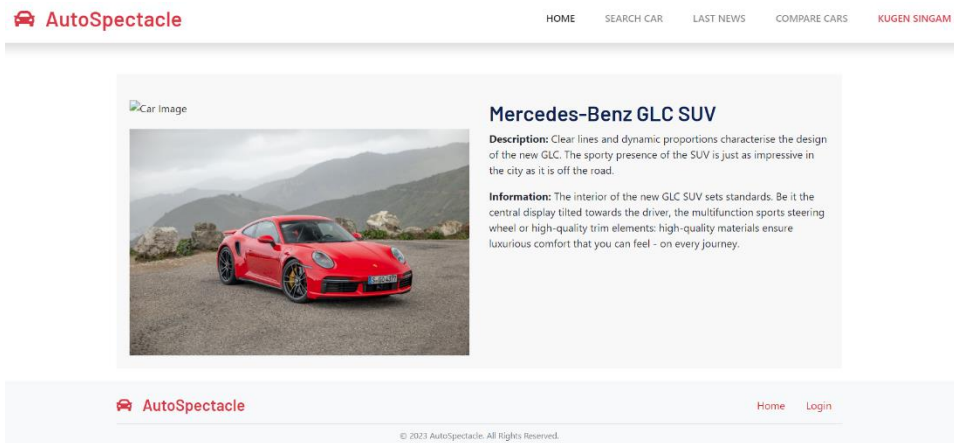 AutoSpectacle
HOME SEARCH CAR LAST NEWS COMPARE CARS KUGEN SINGAM
Car Image
Mercedes-Benz GLC SUV
Description: Clear lines and dynamic proportions characterise the design
of the new GLC. The sporty presence of the SUV is just as impressive in
the city as it is off the road.
Information: The interior of the new GLC SUV sets standards. Be it the
central display tilted towards the driver, the multifunction sports steering
wheel or high-quality trim elements: high-quality materials ensure
luxurious comfort that you can feel - on every journey.
AutoSpectacle
Home Login
© 2023 AutoSpectacle. All Rights Reserved.